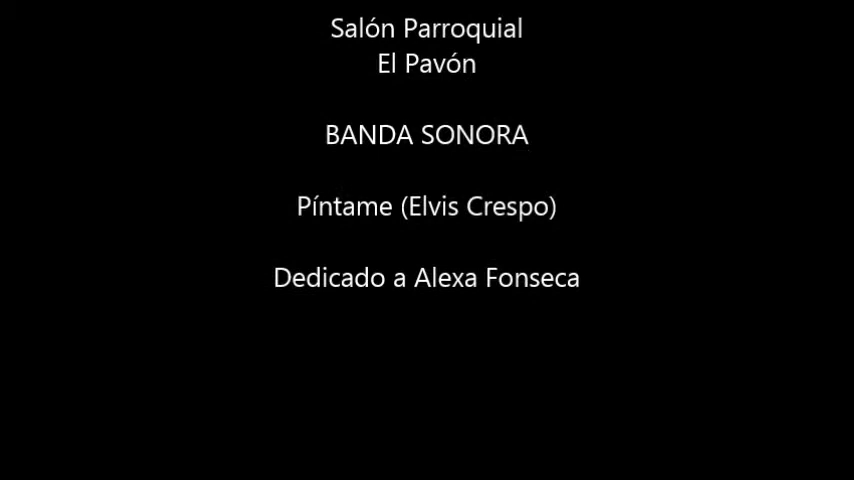 Salón Parroquial
El Pavón
BANDA SONORA
Píntame (Elvis Crespo)
Dedicado a Alexa Fonseca